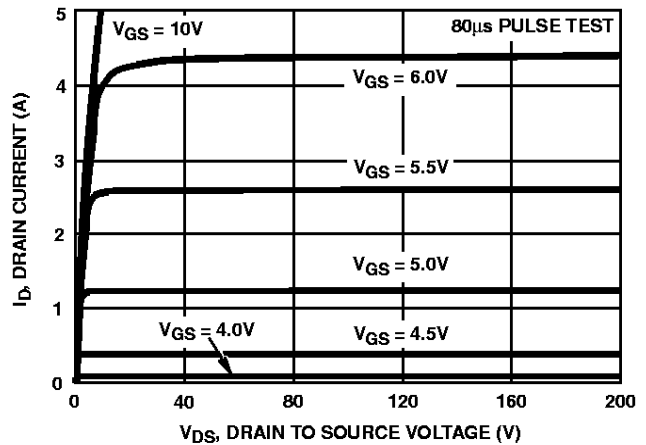 5
4
3
2
1
0
I_D, DRAIN CURRENT (A)
V_GS = 10V
80μs PULSE TEST
V_GS = 6.0V
V_GS = 5.5V
V_GS = 5.0V
V_GS = 4.0V
V_GS = 4.5V
0 40 80 120 160 200
V_DS, DRAIN TO SOURCE VOLTAGE (V)